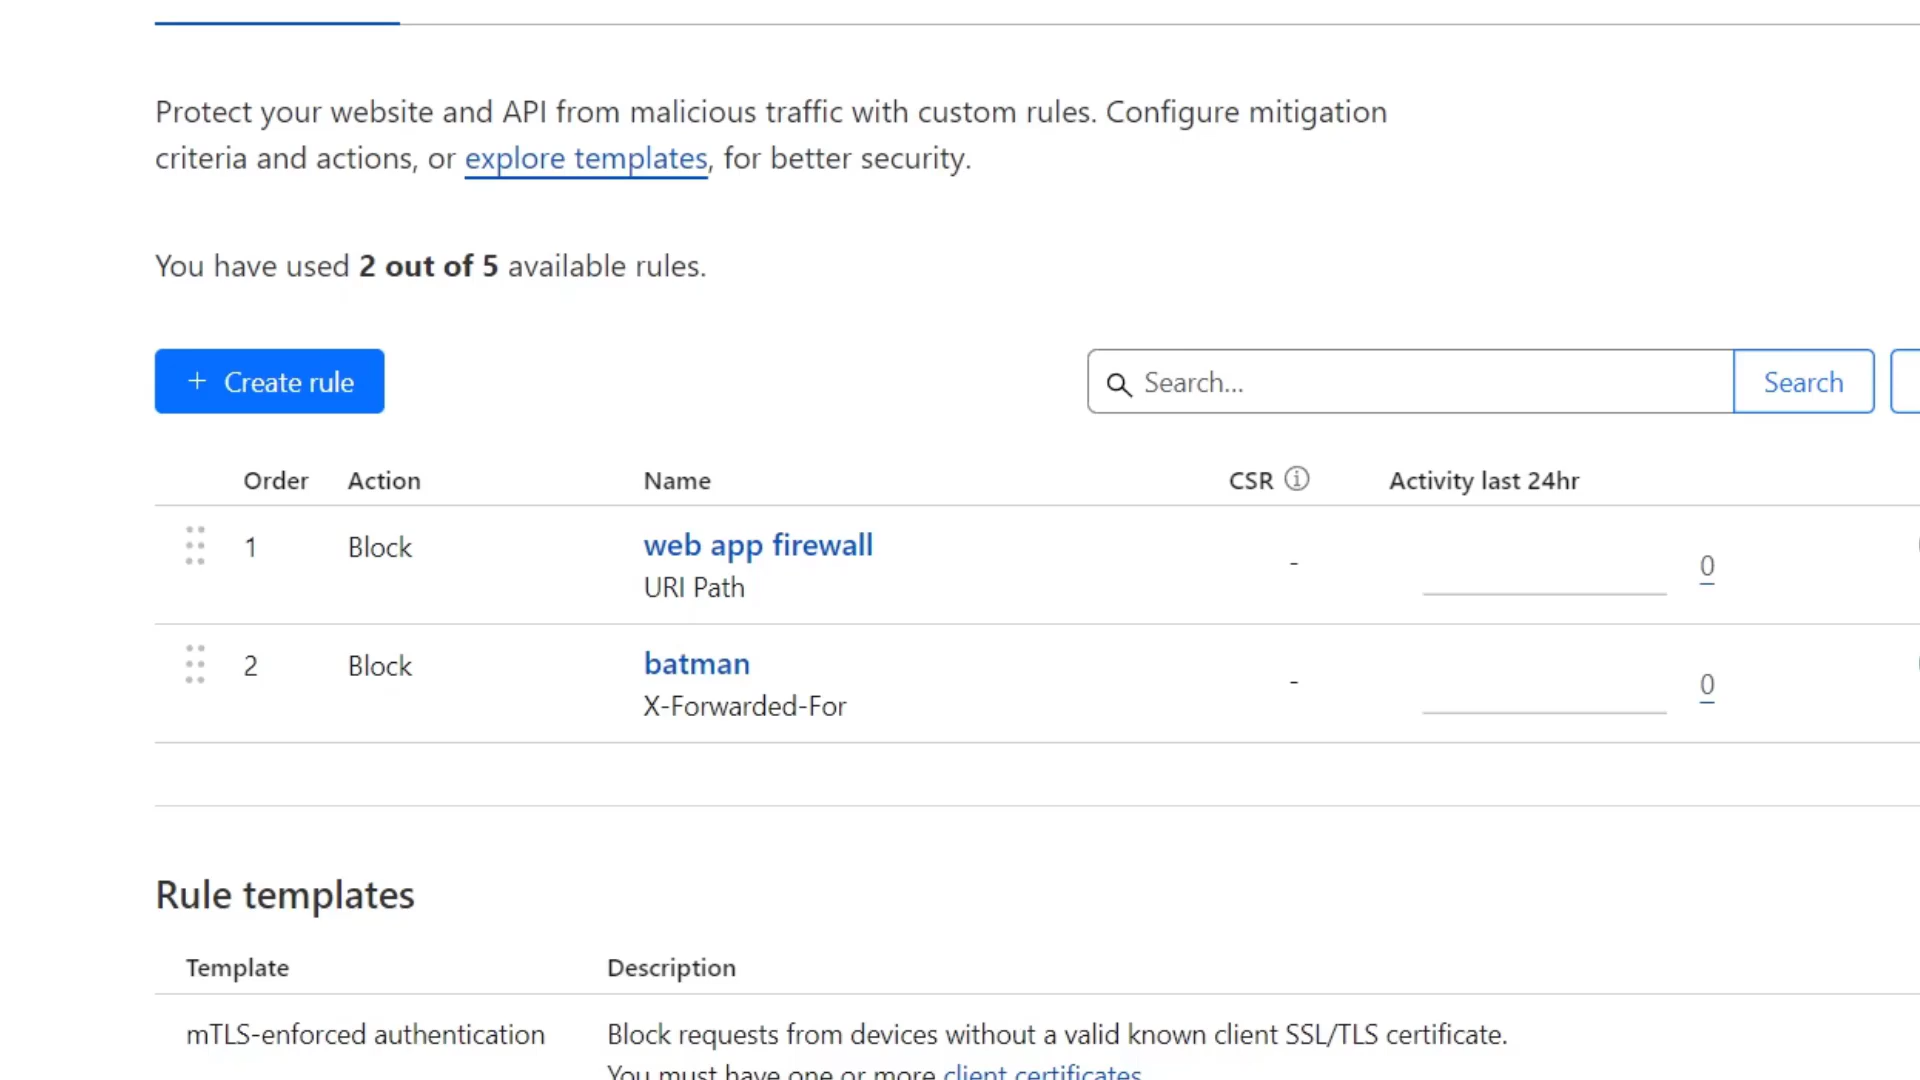 Protect your website and API from malicious traffic with custom rules. Configure mitigation
criteria and actions, or explore templates, for better security.
You have used 2 out of 5 available rules.
+ Create rule
Search...
Search
Order Action Name CSR Activity last 24hr
1 Block web app firewall - 0
URI Path
2 Block batman - 0
X-Forwarded-For
Rule templates
Template Description
mTLS-enforced authentication Block requests from devices without a valid known client SSL/TLS certificate.
You must have one or more client certificates